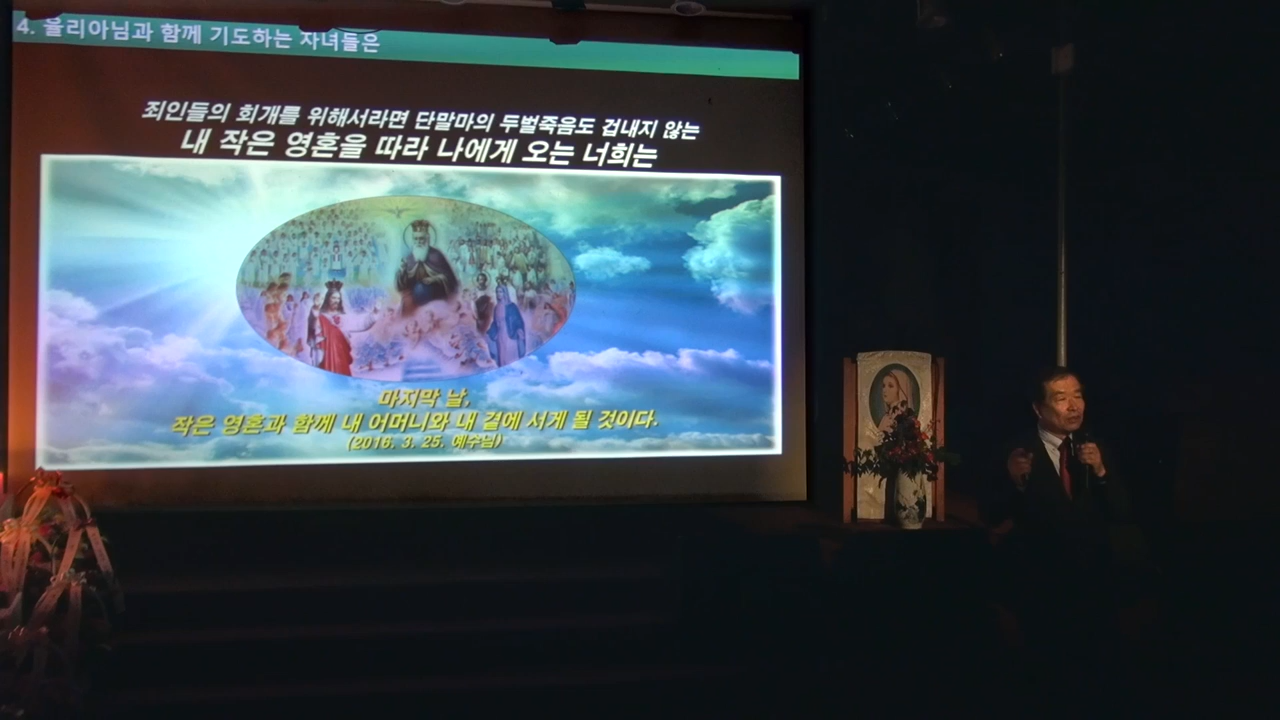 4. 율리아님과 함께 기도하는 자녀들은
죄인들의 회개를 위해서라면 단말마의 두벌죽음도 겁내지 않는
내 작은 영혼을 따라 나에게 오는 너희는
마지막 날,
작은 영혼과 함께 내 어머니와 내 곁에 서게 될 것이다.
(2016. 3. 25. 예수님)